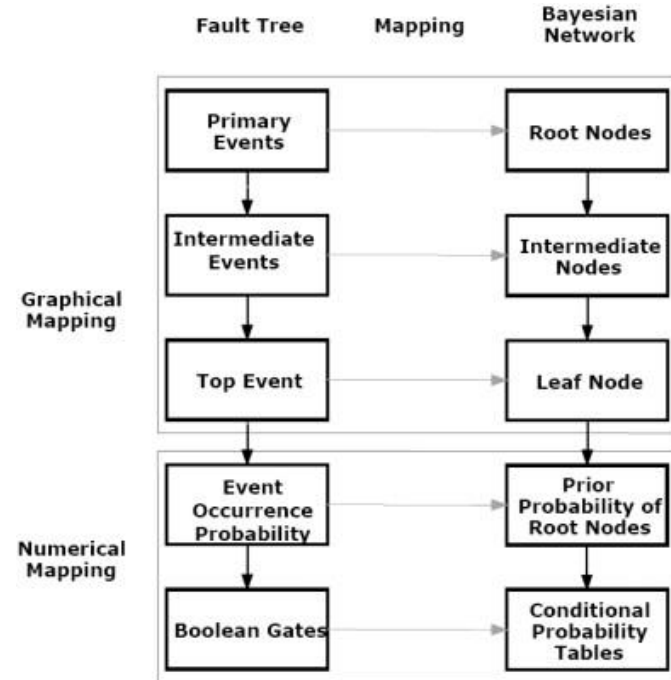 Fault Tree
Mapping
Bayesian
Network
Primary
Events
Root Nodes
Intermediate
Events
Intermediate
Nodes
Graphical
Mapping
Top Event
Leaf Node
Event
Occurrence
Probability
Prior
Probability of
Root Nodes
Numerical
Mapping
Boolean Gates
Conditional
Probability
Tables